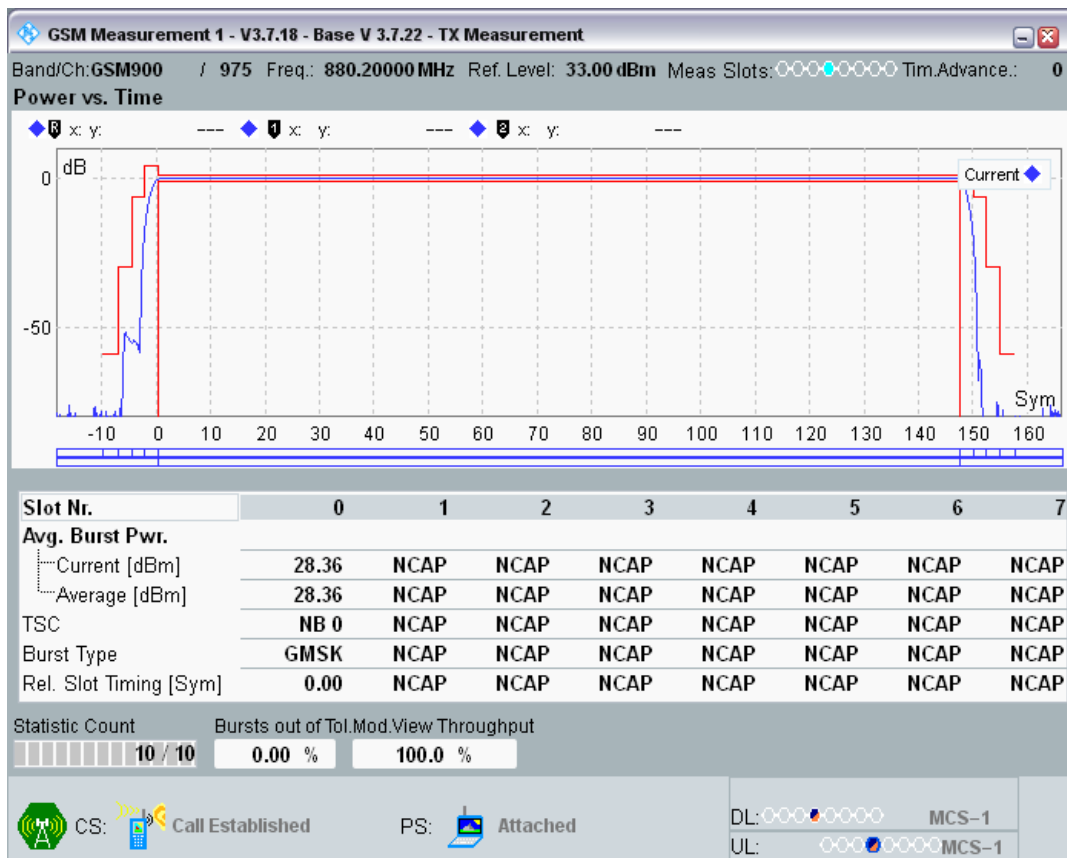 GSM Measurement 1 - V3.7.18 - Base V 3.7.22 - TX Measurement
Band/Ch:GSM900 / 975 Freq.: 880.20000 MHz Ref. Level: 33.00 dBm Meas Slots: Tim.Advance.: 0
Power vs. Time
R x: y: --- 1 x: y: --- 2 x: y: ---
dB
Current
0
-50
Sym
-10 0 10 20 30 40 50 60 70 80 90 100 110 120 130 140 150 160
Slot Nr. 0 1 2 3 4 5 6 7
Avg. Burst Pwr.
Current [dBm] 28.36 NCAP NCAP NCAP NCAP NCAP NCAP NCAP
Average [dBm] 28.36 NCAP NCAP NCAP NCAP NCAP NCAP NCAP
TSC NB 0 NCAP NCAP NCAP NCAP NCAP NCAP NCAP
Burst Type GMSK NCAP NCAP NCAP NCAP NCAP NCAP NCAP
Rel. Slot Timing [Sym] 0.00 NCAP NCAP NCAP NCAP NCAP NCAP NCAP
Statistic Count Bursts out of Tol.Mod.View Throughput
10 / 10 0.00 % 100.0 %
CS: Call Established PS: Attached
DL: MCS-1
UL: MCS-1